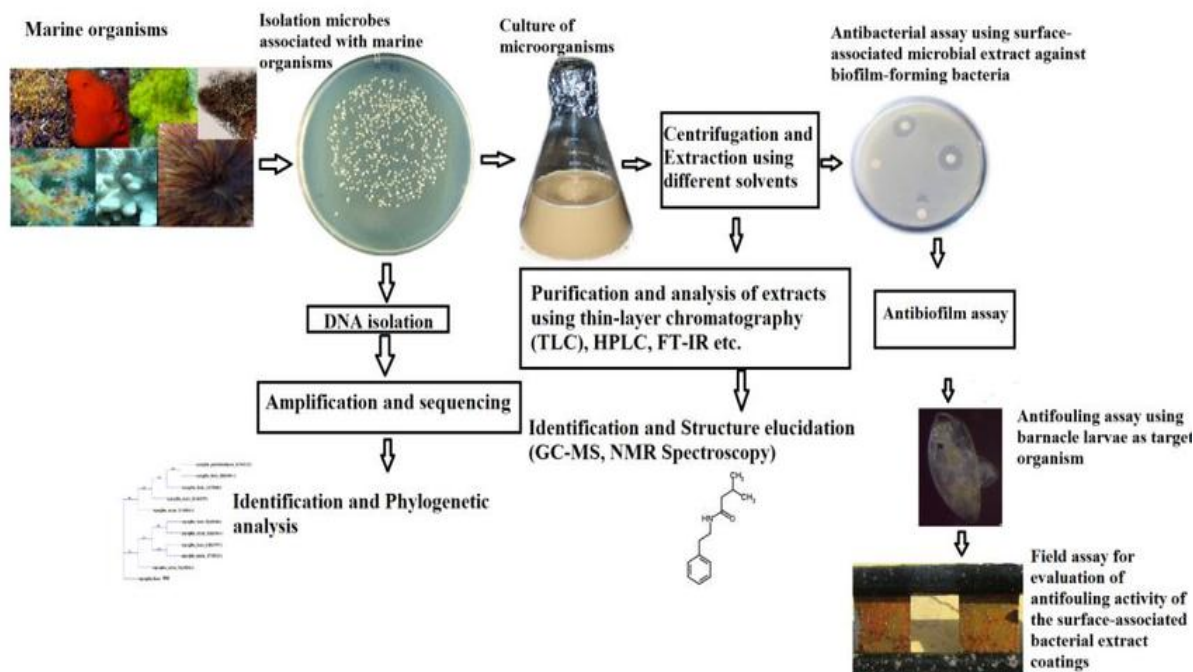 Marine organisms
Isolation microbes
associated with marine
organisms
Culture of
microorganisms
Antibacterial assay using surface-
associated microbial extract against
biofilm-forming bacteria
Centrifugation and
Extraction using
different solvents
DNA isolation
Purification and analysis of extracts
using thin-layer chromatography
(TLC), HPLC, FT-IR etc.
Antibiofilm assay
Amplification and sequencing
Identification and Structure elucidation
(GC-MS, NMR Spectroscopy)
Antifouling assay using
barnacle larvae as target
organism
Identification and Phylogenetic
analysis
CH₃
CH₃
NH
O
Field assay for
evaluation of
antifouling activity of
the surface-associated
bacterial extract
coatings